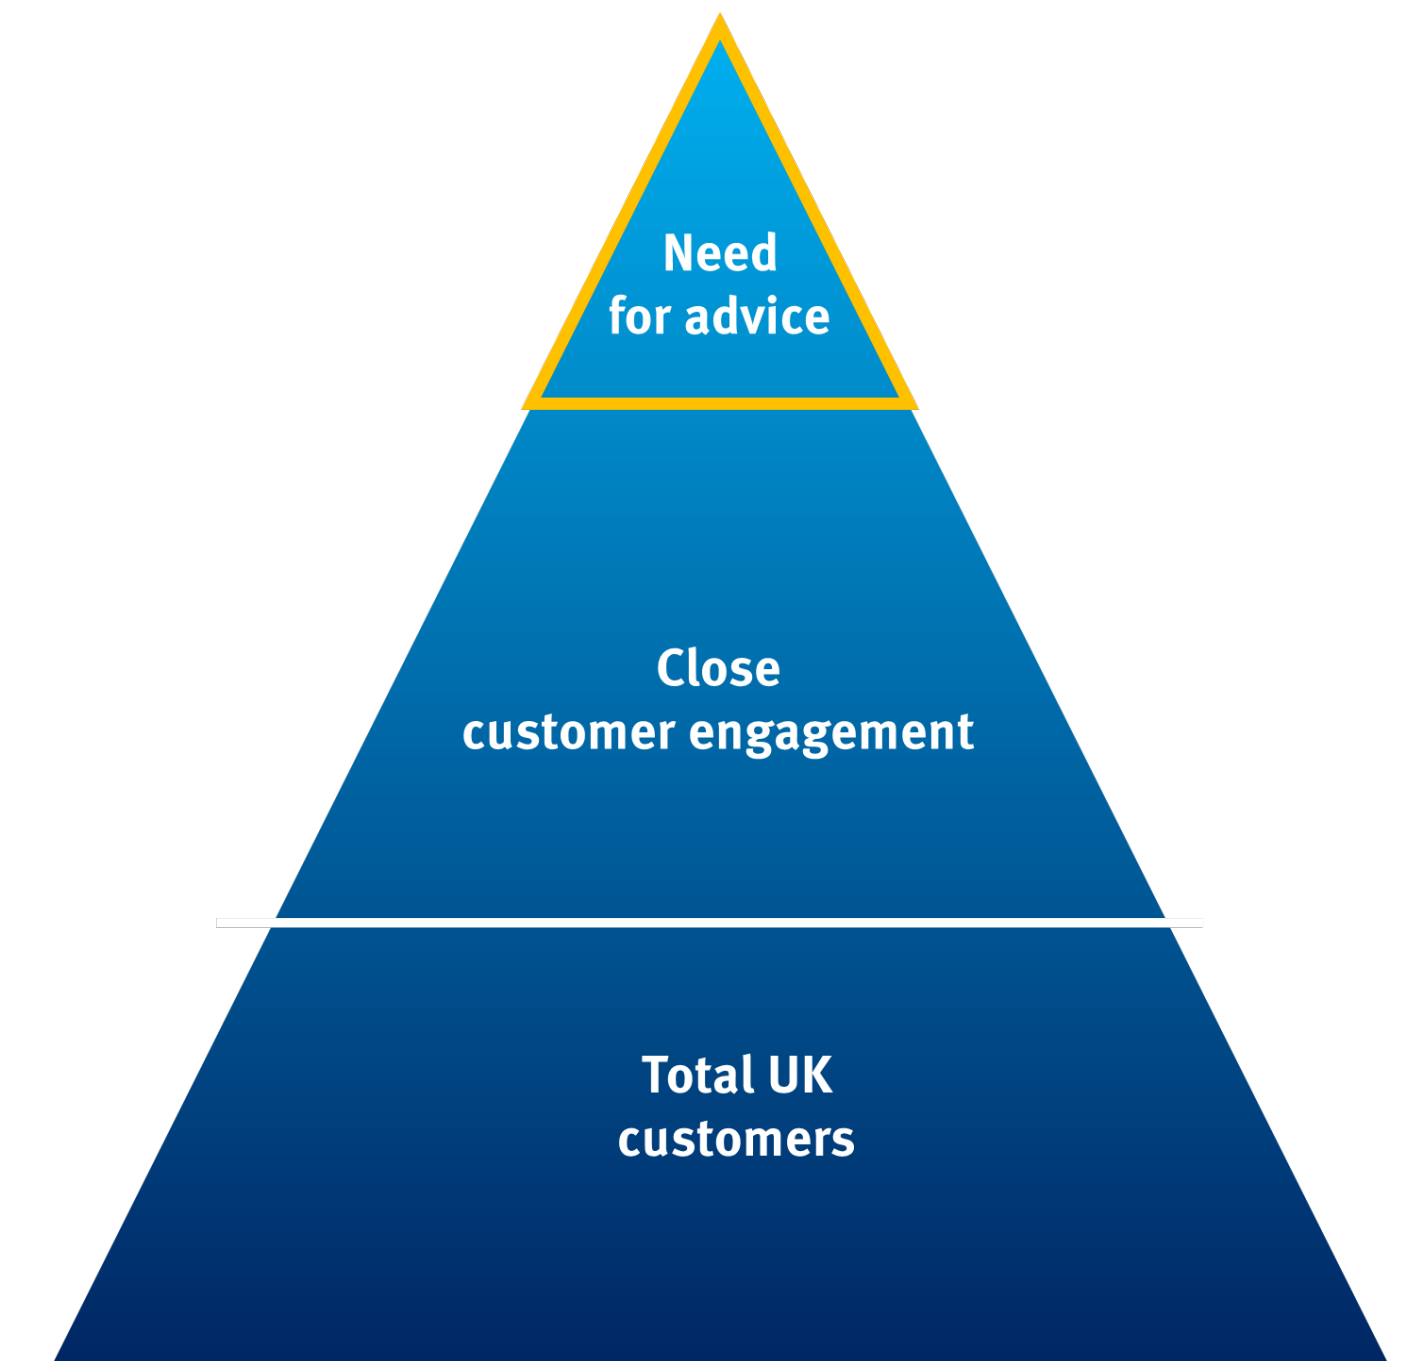 Need
for advice
Close
customer engagement
Total UK
customers